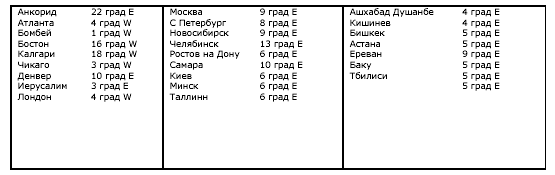 Анкорид 22 град E
Атланта 4 град W
Бомбей 1 град W
Бостон 16 град W
Калгари 18 град W
Чикаго 3 град W
Денвер 10 град E
Иерусалим 3 град E
Лондон 4 град W
Москва 9 град E
С Петербург 8 град E
Новосибирск 9 град E
Челябинск 13 град E
Ростов на Дону 6 град E
Самара 10 град E
Киев 6 град E
Минск 6 град E
Таллинн 6 град E
Ашхабад Душанбе 4 град E
Кишинев 4 град E
Бишкек 5 град E
Астана 5 град E
Ереван 9 град E
Баку 5 град E
Тбилиси 5 град E
5 град E